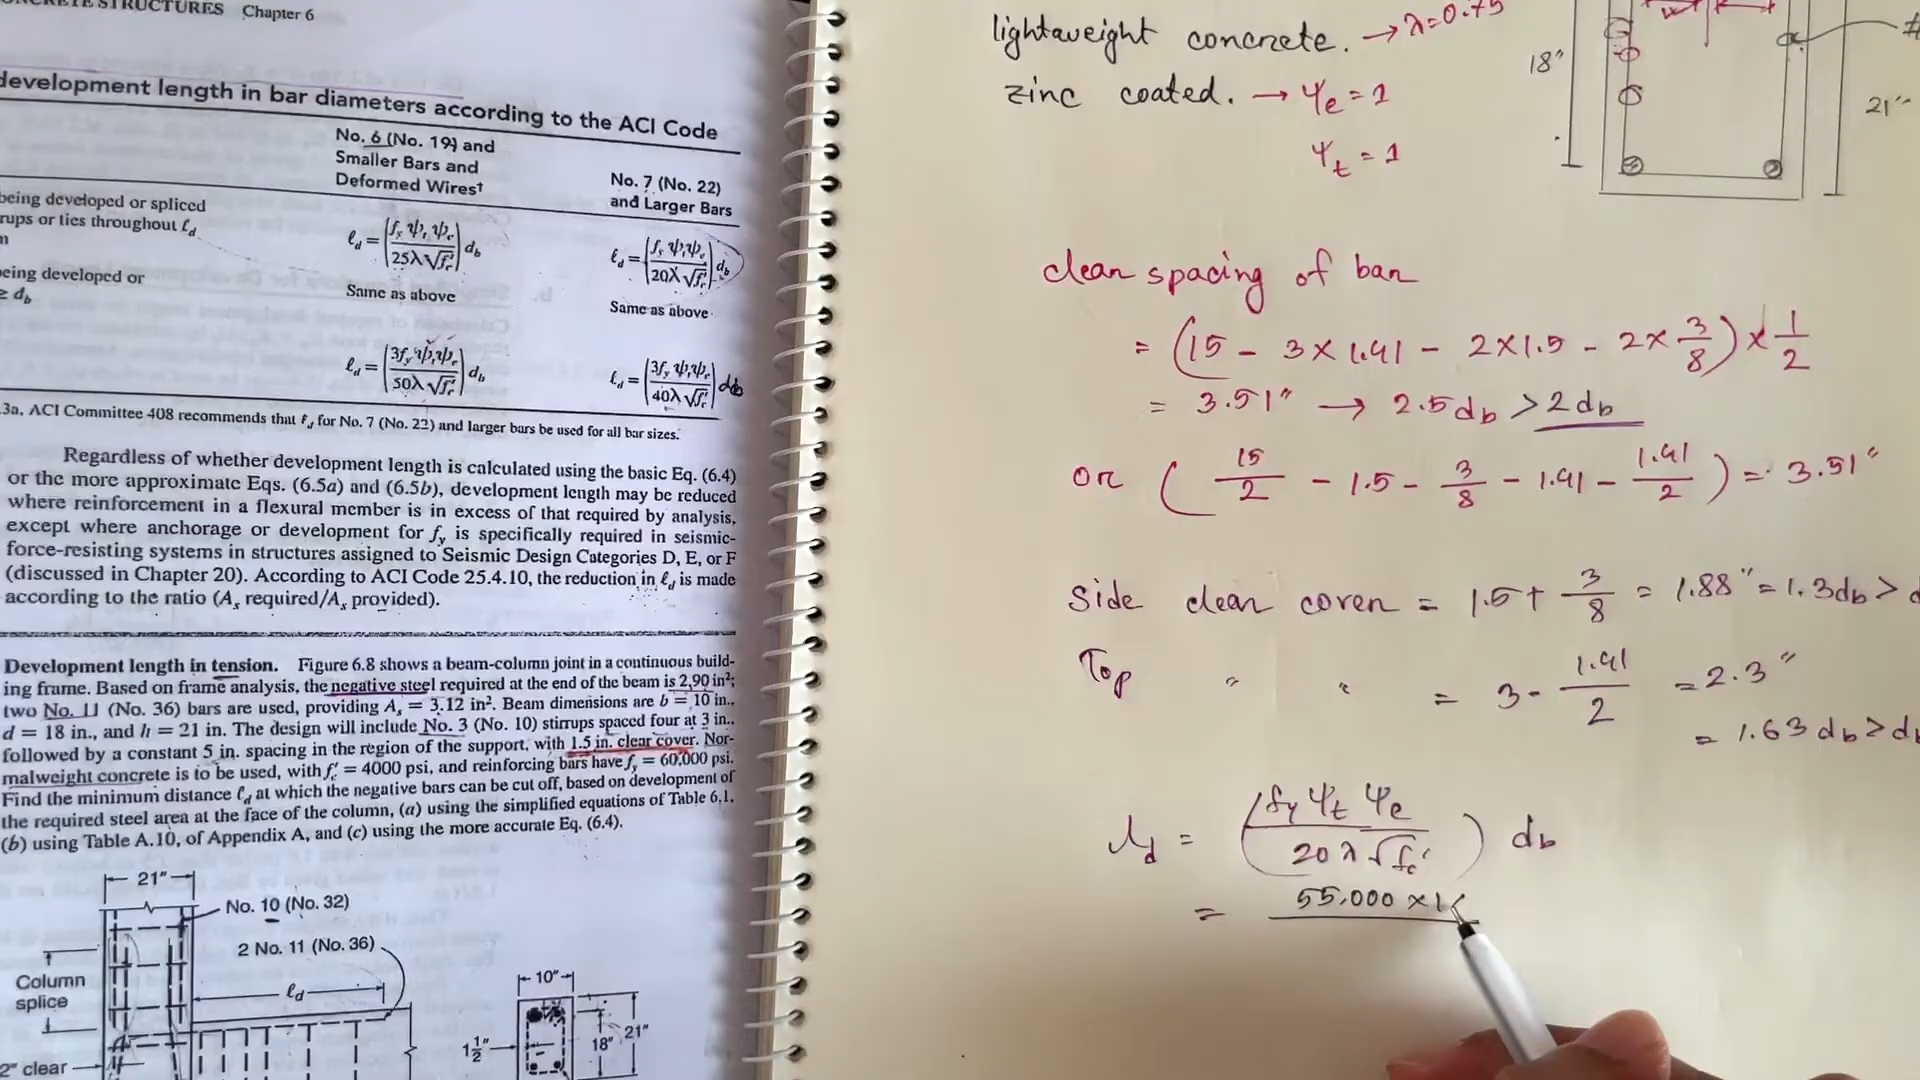 STRUCTURES Chapter 6
development length in bar diameters according to the ACI Code
No. 6 (No. 19) and
Smaller Bars and
Deformed Wires†
No. 7 (No. 22)
and Larger Bars
being developed or spliced
rups or ties throughout ℓd
ℓd = (fy ψt ψe / 25λ√fc′) db
ℓd = (fy ψt ψe / 20λ√fc′) db
being developed or
≥ db
Same as above
Same as above
ℓd = (3fy ψt ψe / 50λ√fc′) db
ℓd = (3fy ψt ψe / 40λ√fc′) db
3a, ACI Committee 408 recommends that ℓd for No. 7 (No. 22) and larger bars be used for all bar sizes.
Regardless of whether development length is calculated using the basic Eq. (6.4)
or the more approximate Eqs. (6.5a) and (6.5b), development length may be reduced
where reinforcement in a flexural member is in excess of that required by analysis,
except where anchorage or development for fy is specifically required in seismic-
force-resisting systems in structures assigned to Seismic Design Categories D, E, or F
(discussed in Chapter 20). According to ACI Code 25.4.10, the reduction in ℓd is made
according to the ratio (As required/As provided).
Development length in tension. Figure 6.8 shows a beam-column joint in a continuous build-
ing frame. Based on frame analysis, the negative steel required at the end of the beam is 2.90 in²;
two No. 11 (No. 36) bars are used, providing As = 3.12 in². Beam dimensions are b = 10 in.,
d = 18 in., and h = 21 in. The design will include No. 3 (No. 10) stirrups spaced four at 3 in.,
followed by a constant 5 in. spacing in the region of the support, with 1.5 in. clear cover. Nor-
malweight concrete is to be used, with fc′ = 4000 psi, and reinforcing bars have fy = 60,000 psi.
Find the minimum distance ℓd at which the negative bars can be cut off, based on development of
the required steel area at the face of the column, (a) using the simplified equations of Table 6.1,
(b) using Table A.10, of Appendix A, and (c) using the more accurate Eq. (6.4).
21″
No. 10 (No. 32)
2 No. 11 (No. 36)
Column
splice
ℓd
2″ clear
10″
1½″
18″
21″
lightweight concrete. → λ=0.75
zinc coated. → ψe = 1
ψt = 1
18″
21″
#
clear spacing of bar
= (15 - 3×1.41 - 2×1.5 - 2×3/8)×1/2
= 3.51″ → 2.5db > 2db
or (15/2 - 1.5 - 3/8 - 1.41 - 1.41/2) = 3.51″
Side clear cover = 1.5+3/8 = 1.88″ = 1.3db >
Top ″ ″ = 3 - 1.41/2 = 2.3″
= 1.63 db > db
ld = (fy ψt ψe / 20 λ √fc′) db
= 55,000 ×1